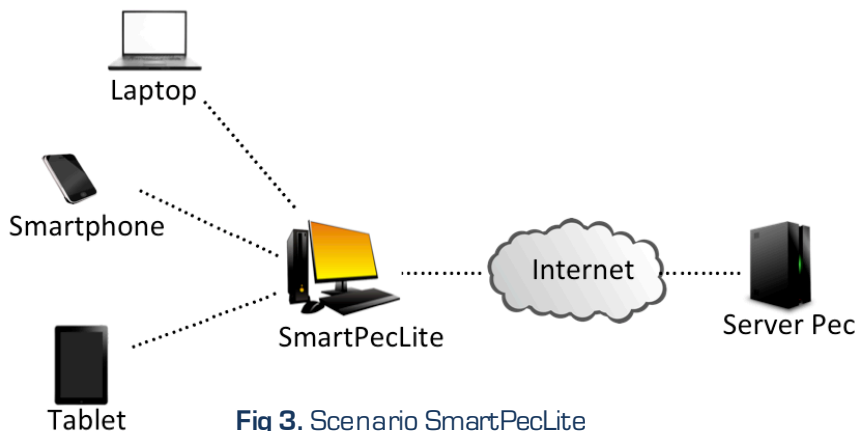 Laptop
Smartphone
Internet
SmartPecLite
Server Pec
Tablet
Fig 3. Scenario SmartPecLite